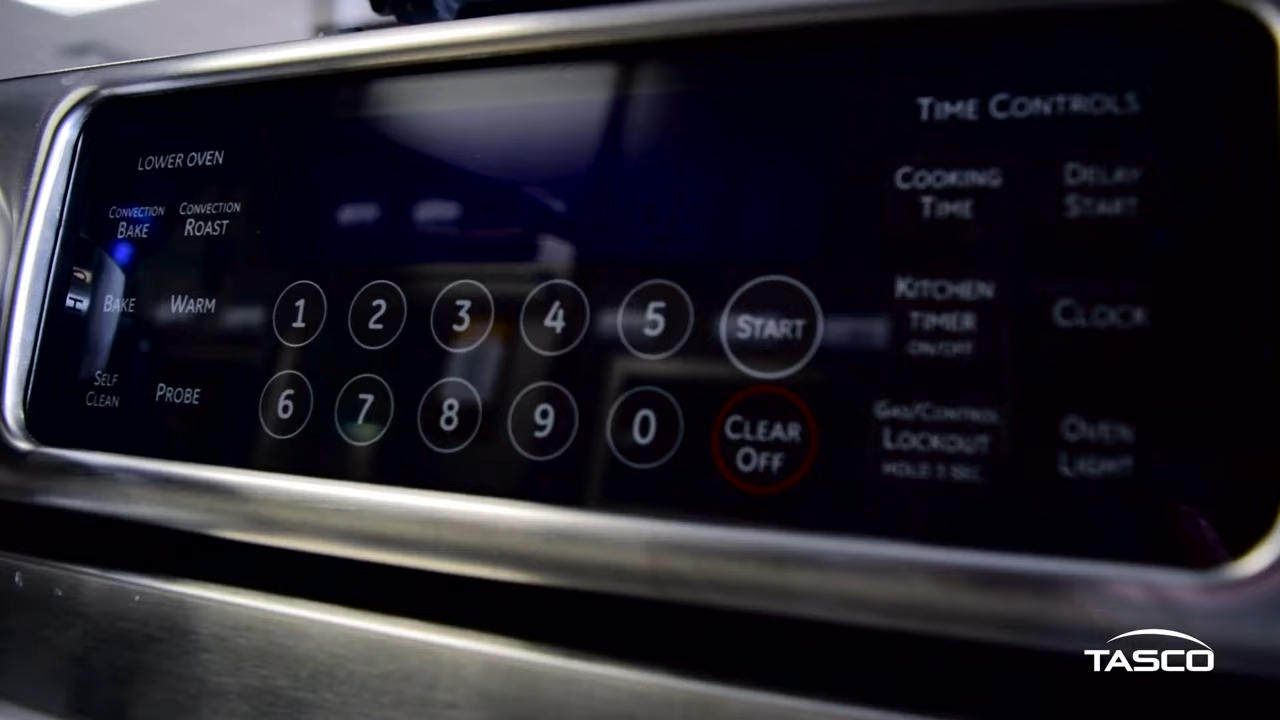 LOWER OVEN
CONVECTION
BAKE
CONVECTION
ROAST
BAKE
WARM
SELF
CLEAN
PROBE
1 2 3 4 5
START
6 7 8 9 0
CLEAR
OFF
TIME CONTROLS
COOKING
TIME
DELAY
START
KITCHEN
TIMER
ON/OFF
CLOCK
GAS/CONTROL
LOCKOUT
HOLD 3 SEC.
OVEN
LIGHT
TASCO